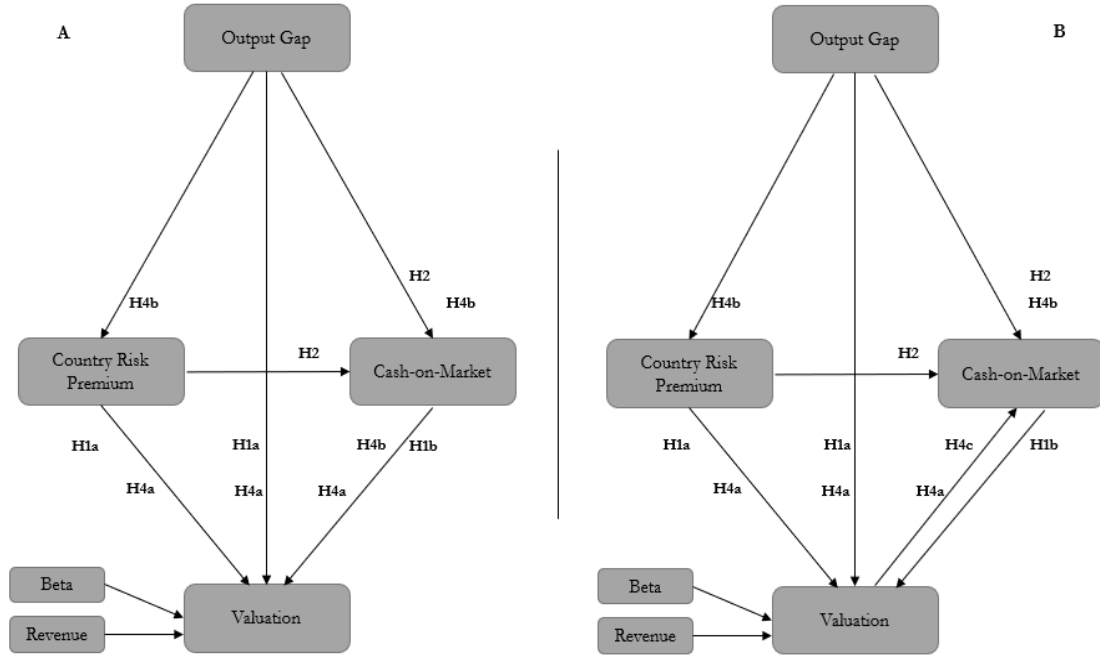 A
Output Gap
H2
H4b
H4b
Country Risk
Premium
H2
Cash-on-Market
H1a
H1a
H4b
H1b
H4a
H4a
H4a
Beta
Revenue
Valuation
B
Output Gap
H2
H4b
H4b
Country Risk
Premium
H2
Cash-on-Market
H1a
H1a
H4c
H1b
H4a
H4a
H4a
Beta
Revenue
Valuation